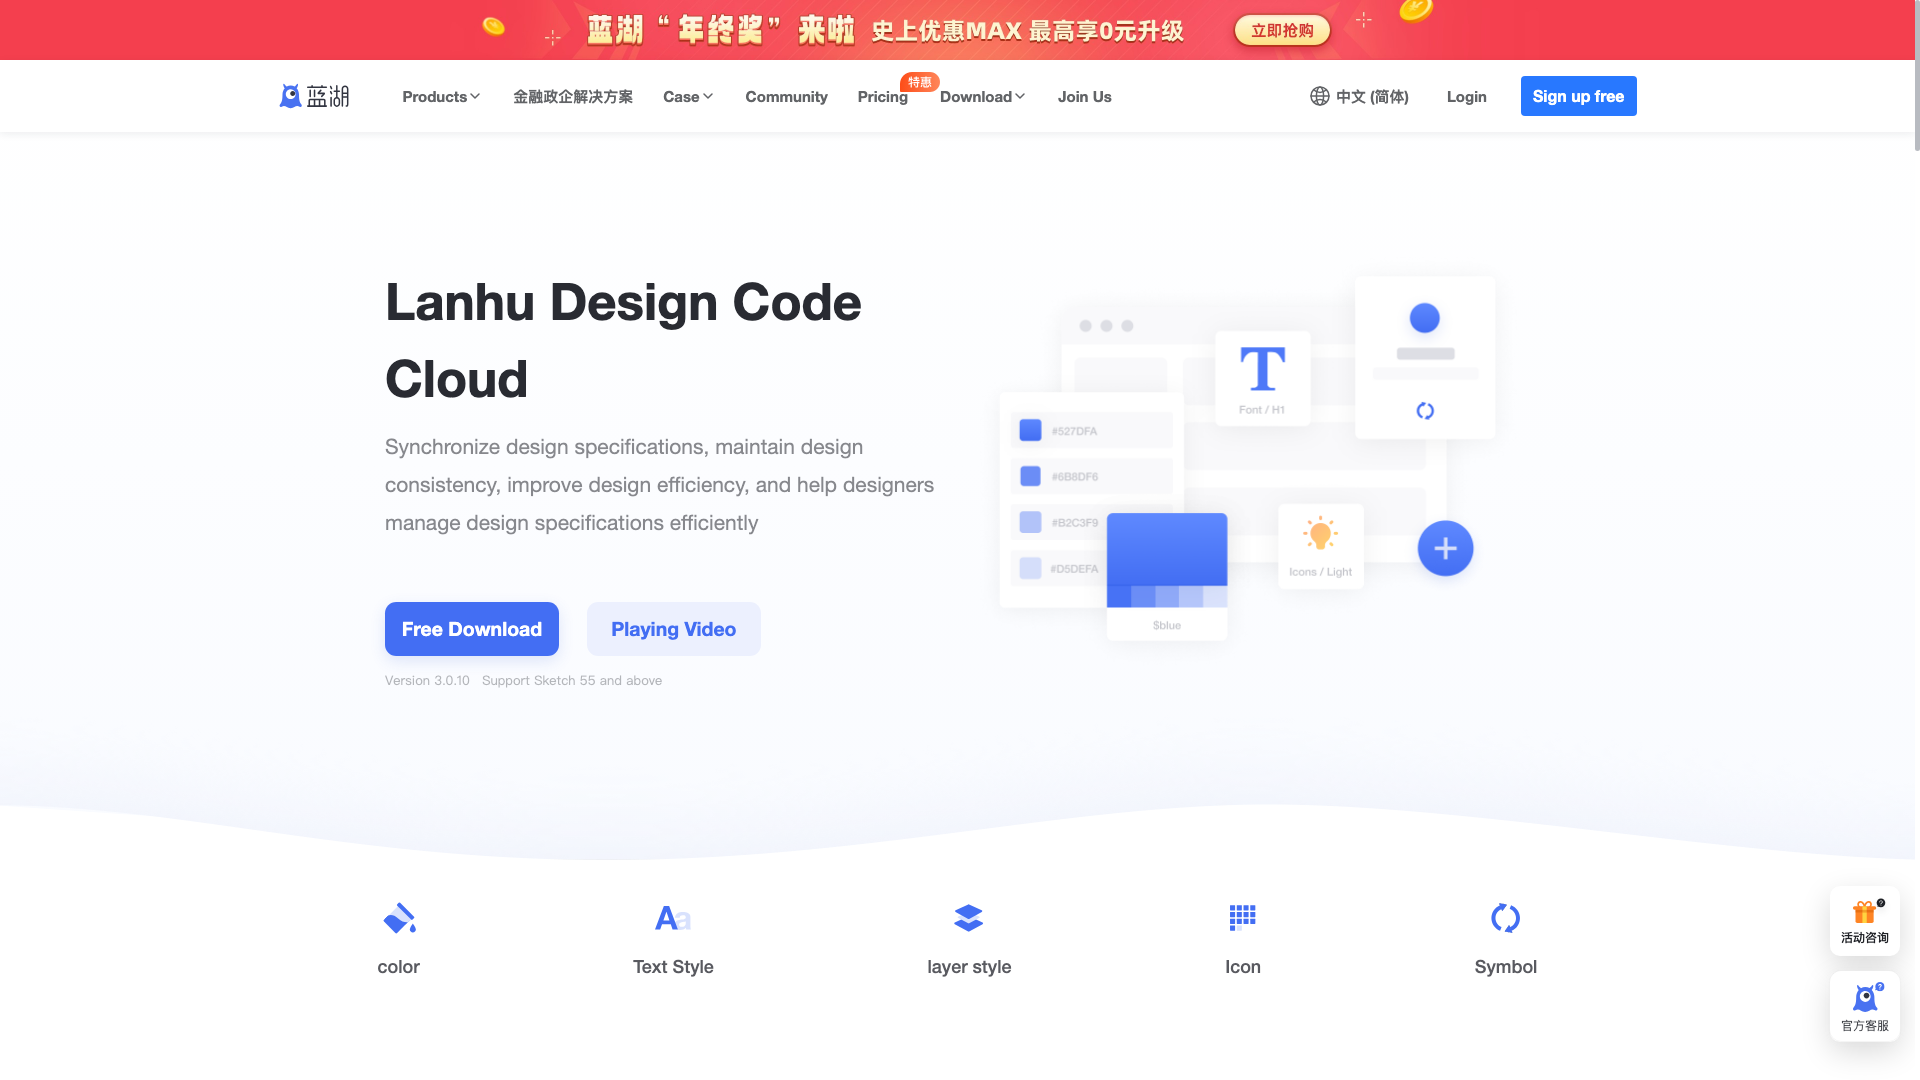 蓝湖“年终奖”来啦 史上优惠MAX 最高享0元升级 立即抢购
特惠
蓝湖 Products 金融政企解决方案 Case Community Pricing Download Join Us 中文 (简体) Login Sign up free
Lanhu Design Code
Cloud
Synchronize design specifications, maintain design
consistency, improve design efficiency, and help designers
manage design specifications efficiently
Free Download Playing Video
Version 3.0.10 Support Sketch 55 and above
T
Font / H1
#527DFA
#6B8DF6
#B2C3F9
#D5DEFA
Icons / Light
$blue
Aa
color
Text Style
layer style
Icon
Symbol
活动咨询
官方客服